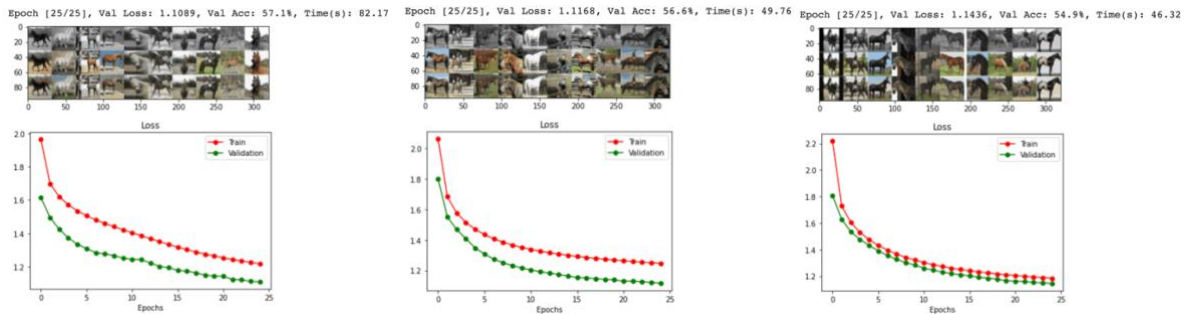 Epoch [25/25], Val Loss: 1.1089, Val Acc: 57.1%, Time(s): 82.17
0
20
40
60
80
0 50 100 150 200 250 300
Loss
Train
Validation
2.0
1.8
1.6
1.4
1.2
0 5 10 15 20 25
Epochs
Epoch [25/25], Val Loss: 1.1168, Val Acc: 56.6%, Time(s): 49.76
0
20
40
60
80
0 50 100 150 200 250 300
Loss
Train
Validation
2.0
1.8
1.6
1.4
1.2
0 5 10 15 20 25
Epochs
Epoch [25/25], Val Loss: 1.1436, Val Acc: 54.9%, Time(s): 46.32
0
20
40
60
80
0 50 100 150 200 250 300
Loss
Train
Validation
2.2
2.0
1.8
1.6
1.4
1.2
0 5 10 15 20 25
Epochs